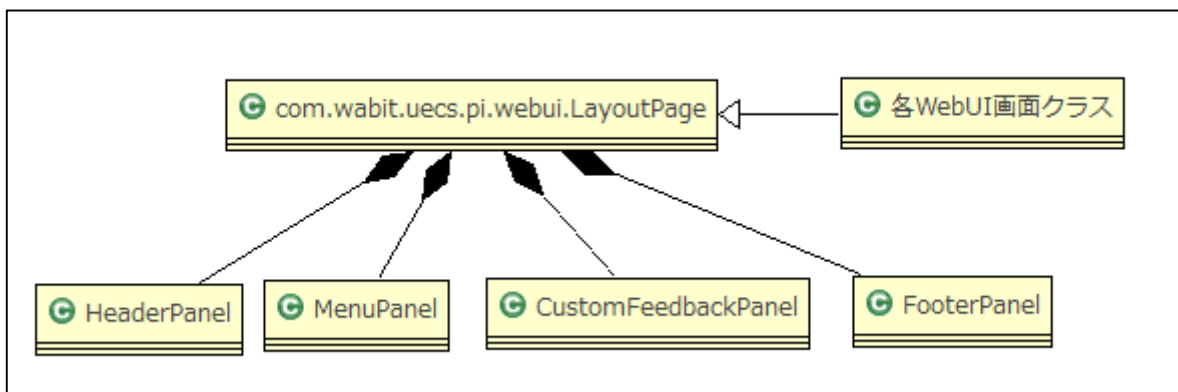 com.wabit.uecs.pi.webui.LayoutPage
各WebUI画面クラス
HeaderPanel
MenuPanel
CustomFeedbackPanel
FooterPanel